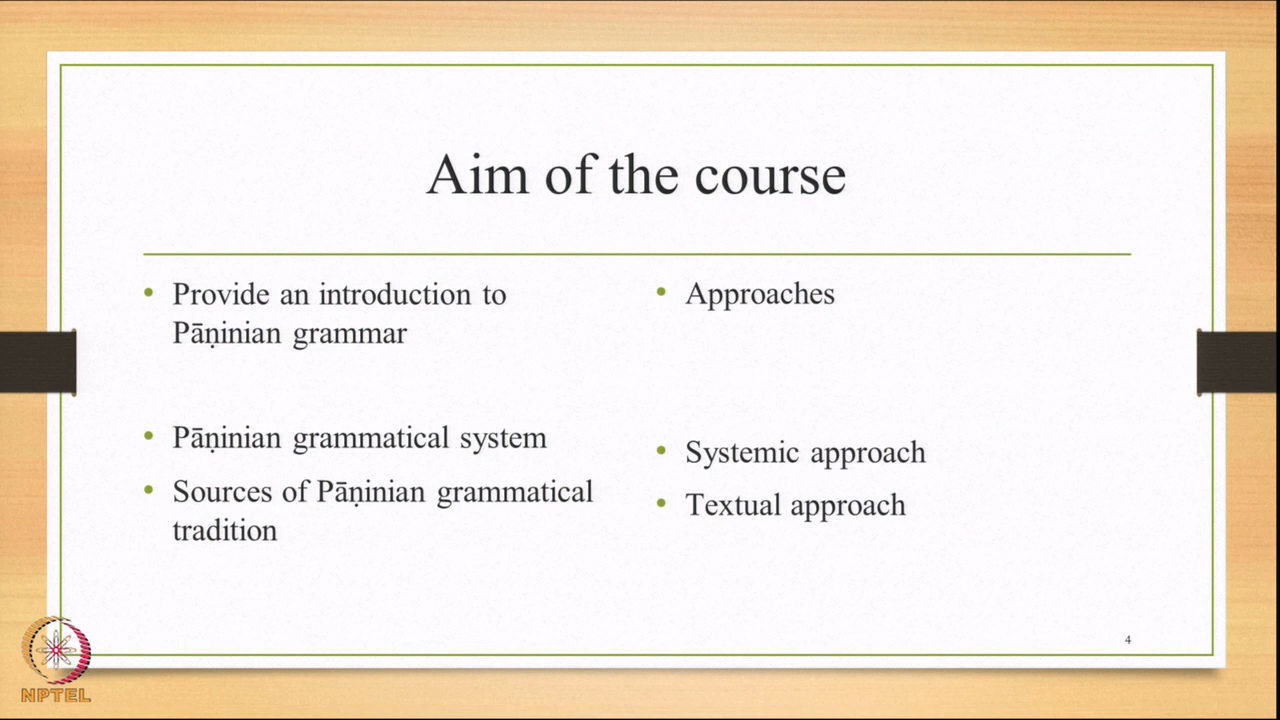 Aim of the course
• Provide an introduction to
Pāṇinian grammar
• Pāṇinian grammatical system
• Sources of Pāṇinian grammatical
tradition
• Approaches
• Systemic approach
• Textual approach
4
NPTEL